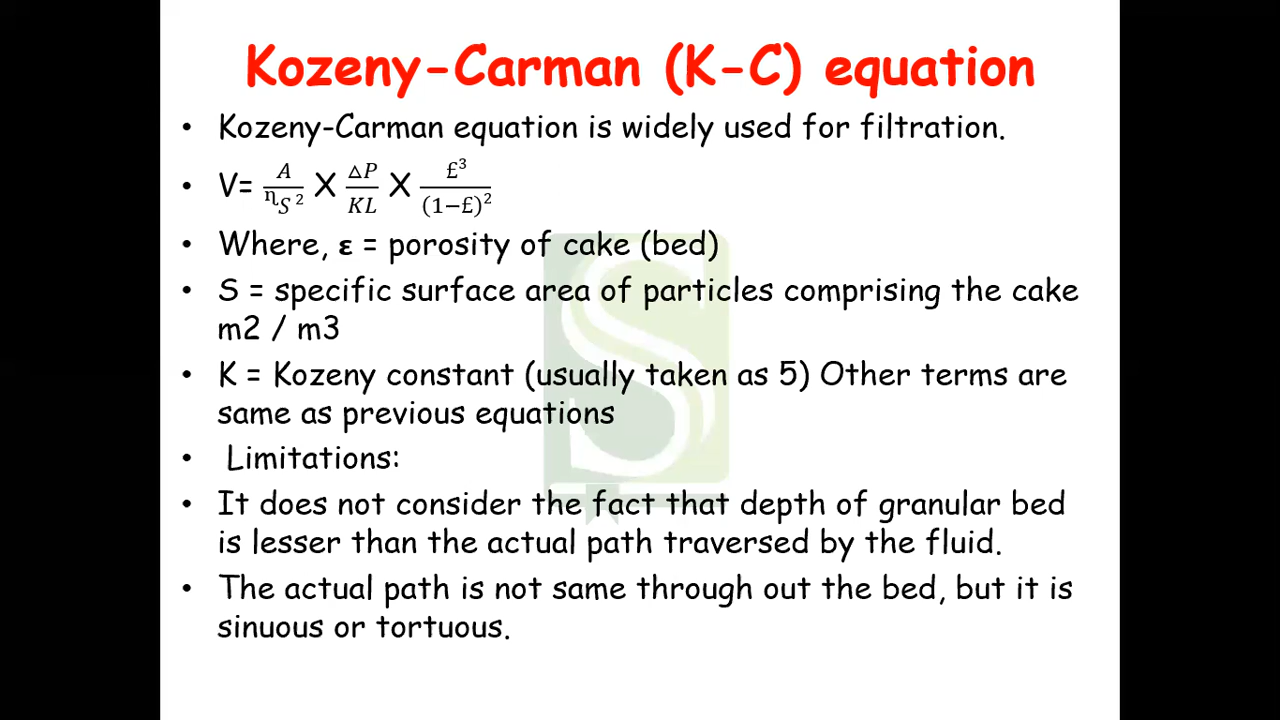 Kozeny-Carman (K-C) equation
• Kozeny-Carman equation is widely used for filtration.
• V= A/ηS² X △P/KL X £³/(1−£)²
• Where, ε = porosity of cake (bed)
• S = specific surface area of particles comprising the cake
m2 / m3
• K = Kozeny constant (usually taken as 5) Other terms are
same as previous equations
• Limitations:
• It does not consider the fact that depth of granular bed
is lesser than the actual path traversed by the fluid.
• The actual path is not same through out the bed, but it is
sinuous or tortuous.